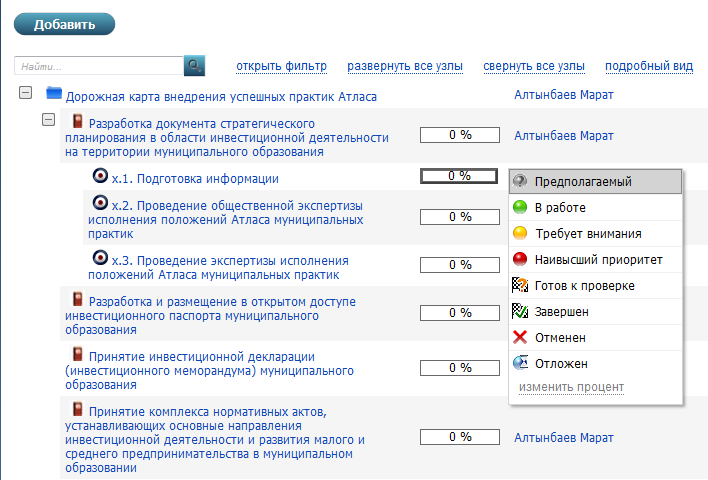 Добавить
Найти...
открыть фильтр
развернуть все узлы
свернуть все узлы
подробный вид
Дорожная карта внедрения успешных практик Атласа
Алтынбаев Марат
Разработка документа стратегического
планирования в области инвестиционной деятельности
на территории муниципального образования
0 %
Алтынбаев Марат
х.1. Подготовка информации
0 %
х.2. Проведение общественной экспертизы
исполнения положений Атласа муниципальных
практик
0 %
х.3. Проведение экспертизы исполнения
положений Атласа муниципальных практик
0 %
Разработка и размещение в открытом доступе
инвестиционного паспорта муниципального
образования
0 %
Принятие инвестиционной декларации
(инвестиционного меморандума) муниципального
образования
0 %
Принятие комплекса нормативных актов,
устанавливающих основные направления
инвестиционной деятельности и развития малого и
среднего предпринимательства в муниципальном
образовании
0 %
Алтынбаев Марат
Предполагаемый
В работе
Требует внимания
Наивысший приоритет
Готов к проверке
Завершен
Отменен
Отложен
изменить процент